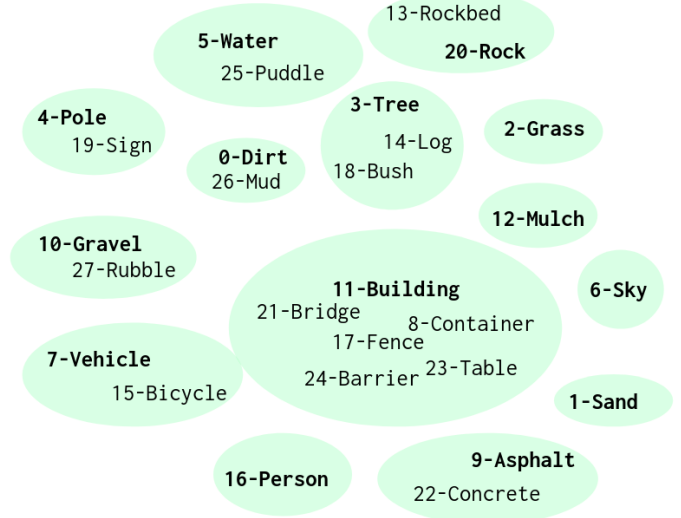 13-Rockbed
20-Rock
5-Water
25-Puddle
3-Tree
14-Log
18-Bush
4-Pole
19-Sign
2-Grass
0-Dirt
26-Mud
12-Mulch
10-Gravel
27-Rubble
11-Building
21-Bridge
8-Container
17-Fence
23-Table
24-Barrier
6-Sky
7-Vehicle
15-Bicycle
1-Sand
16-Person
9-Asphalt
22-Concrete